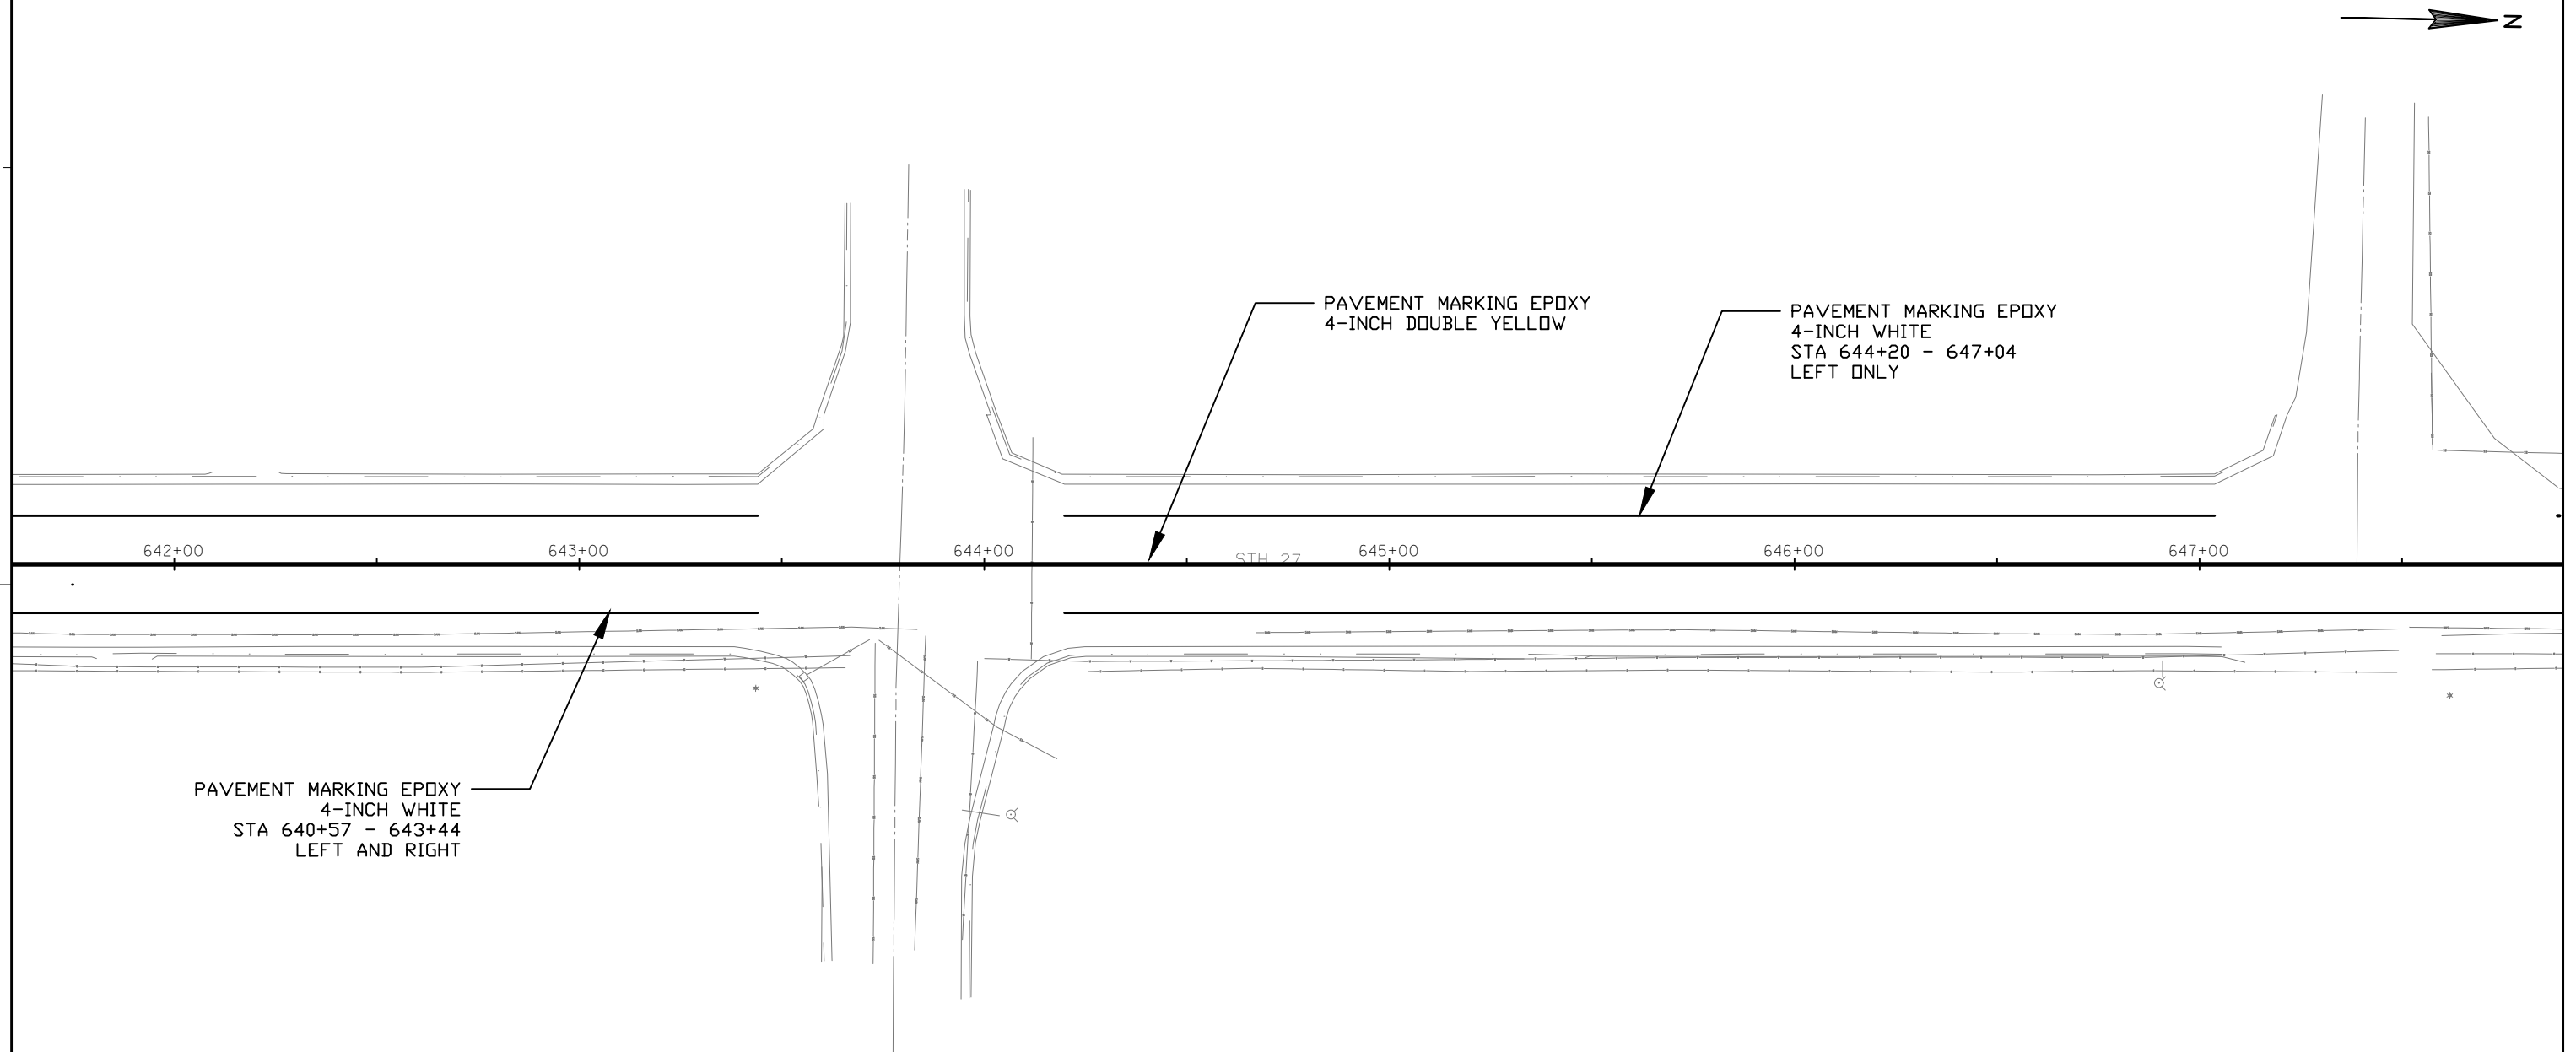 N
PAVEMENT MARKING EPOXY
4-INCH DOUBLE YELLOW
PAVEMENT MARKING EPOXY
4-INCH WHITE
STA 644+20 - 647+04
LEFT ONLY
642+00 643+00 644+00 STH 27 645+00 646+00 647+00
PAVEMENT MARKING EPOXY
4-INCH WHITE
STA 640+57 - 643+44
LEFT AND RIGHT